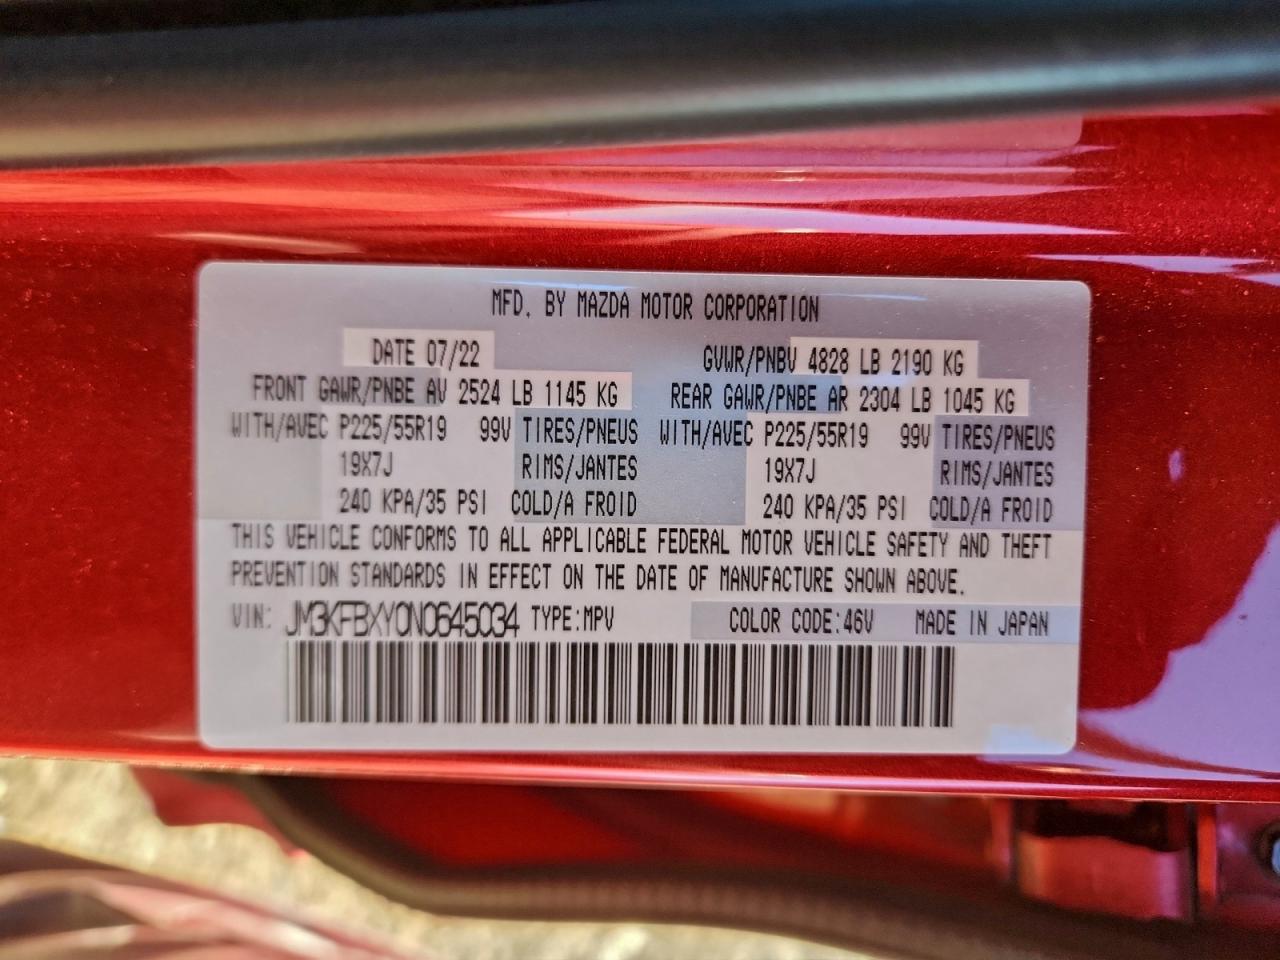 MFD. BY MAZDA MOTOR CORPORATION
DATE 07/22 GVWR/PNBV 4828 LB 2190 KG
FRONT GAWR/PNBE AV 2524 LB 1145 KG REAR GAWR/PNBE AR 2304 LB 1045 KG
WITH/AVEC P225/55R19 99V TIRES/PNEUS WITH/AVEC P225/55R19 99V TIRES/PNEUS
19X7J RIMS/JANTES 19X7J RIMS/JANTES
240 KPA/35 PSI COLD/A FROID 240 KPA/35 PSI COLD/A FROID
THIS VEHICLE CONFORMS TO ALL APPLICABLE FEDERAL MOTOR VEHICLE SAFETY AND THEFT
PREVENTION STANDARDS IN EFFECT ON THE DATE OF MANUFACTURE SHOWN ABOVE.
VIN: JM3KFBXY0N0645034 TYPE:MPV COLOR CODE:46V MADE IN JAPAN